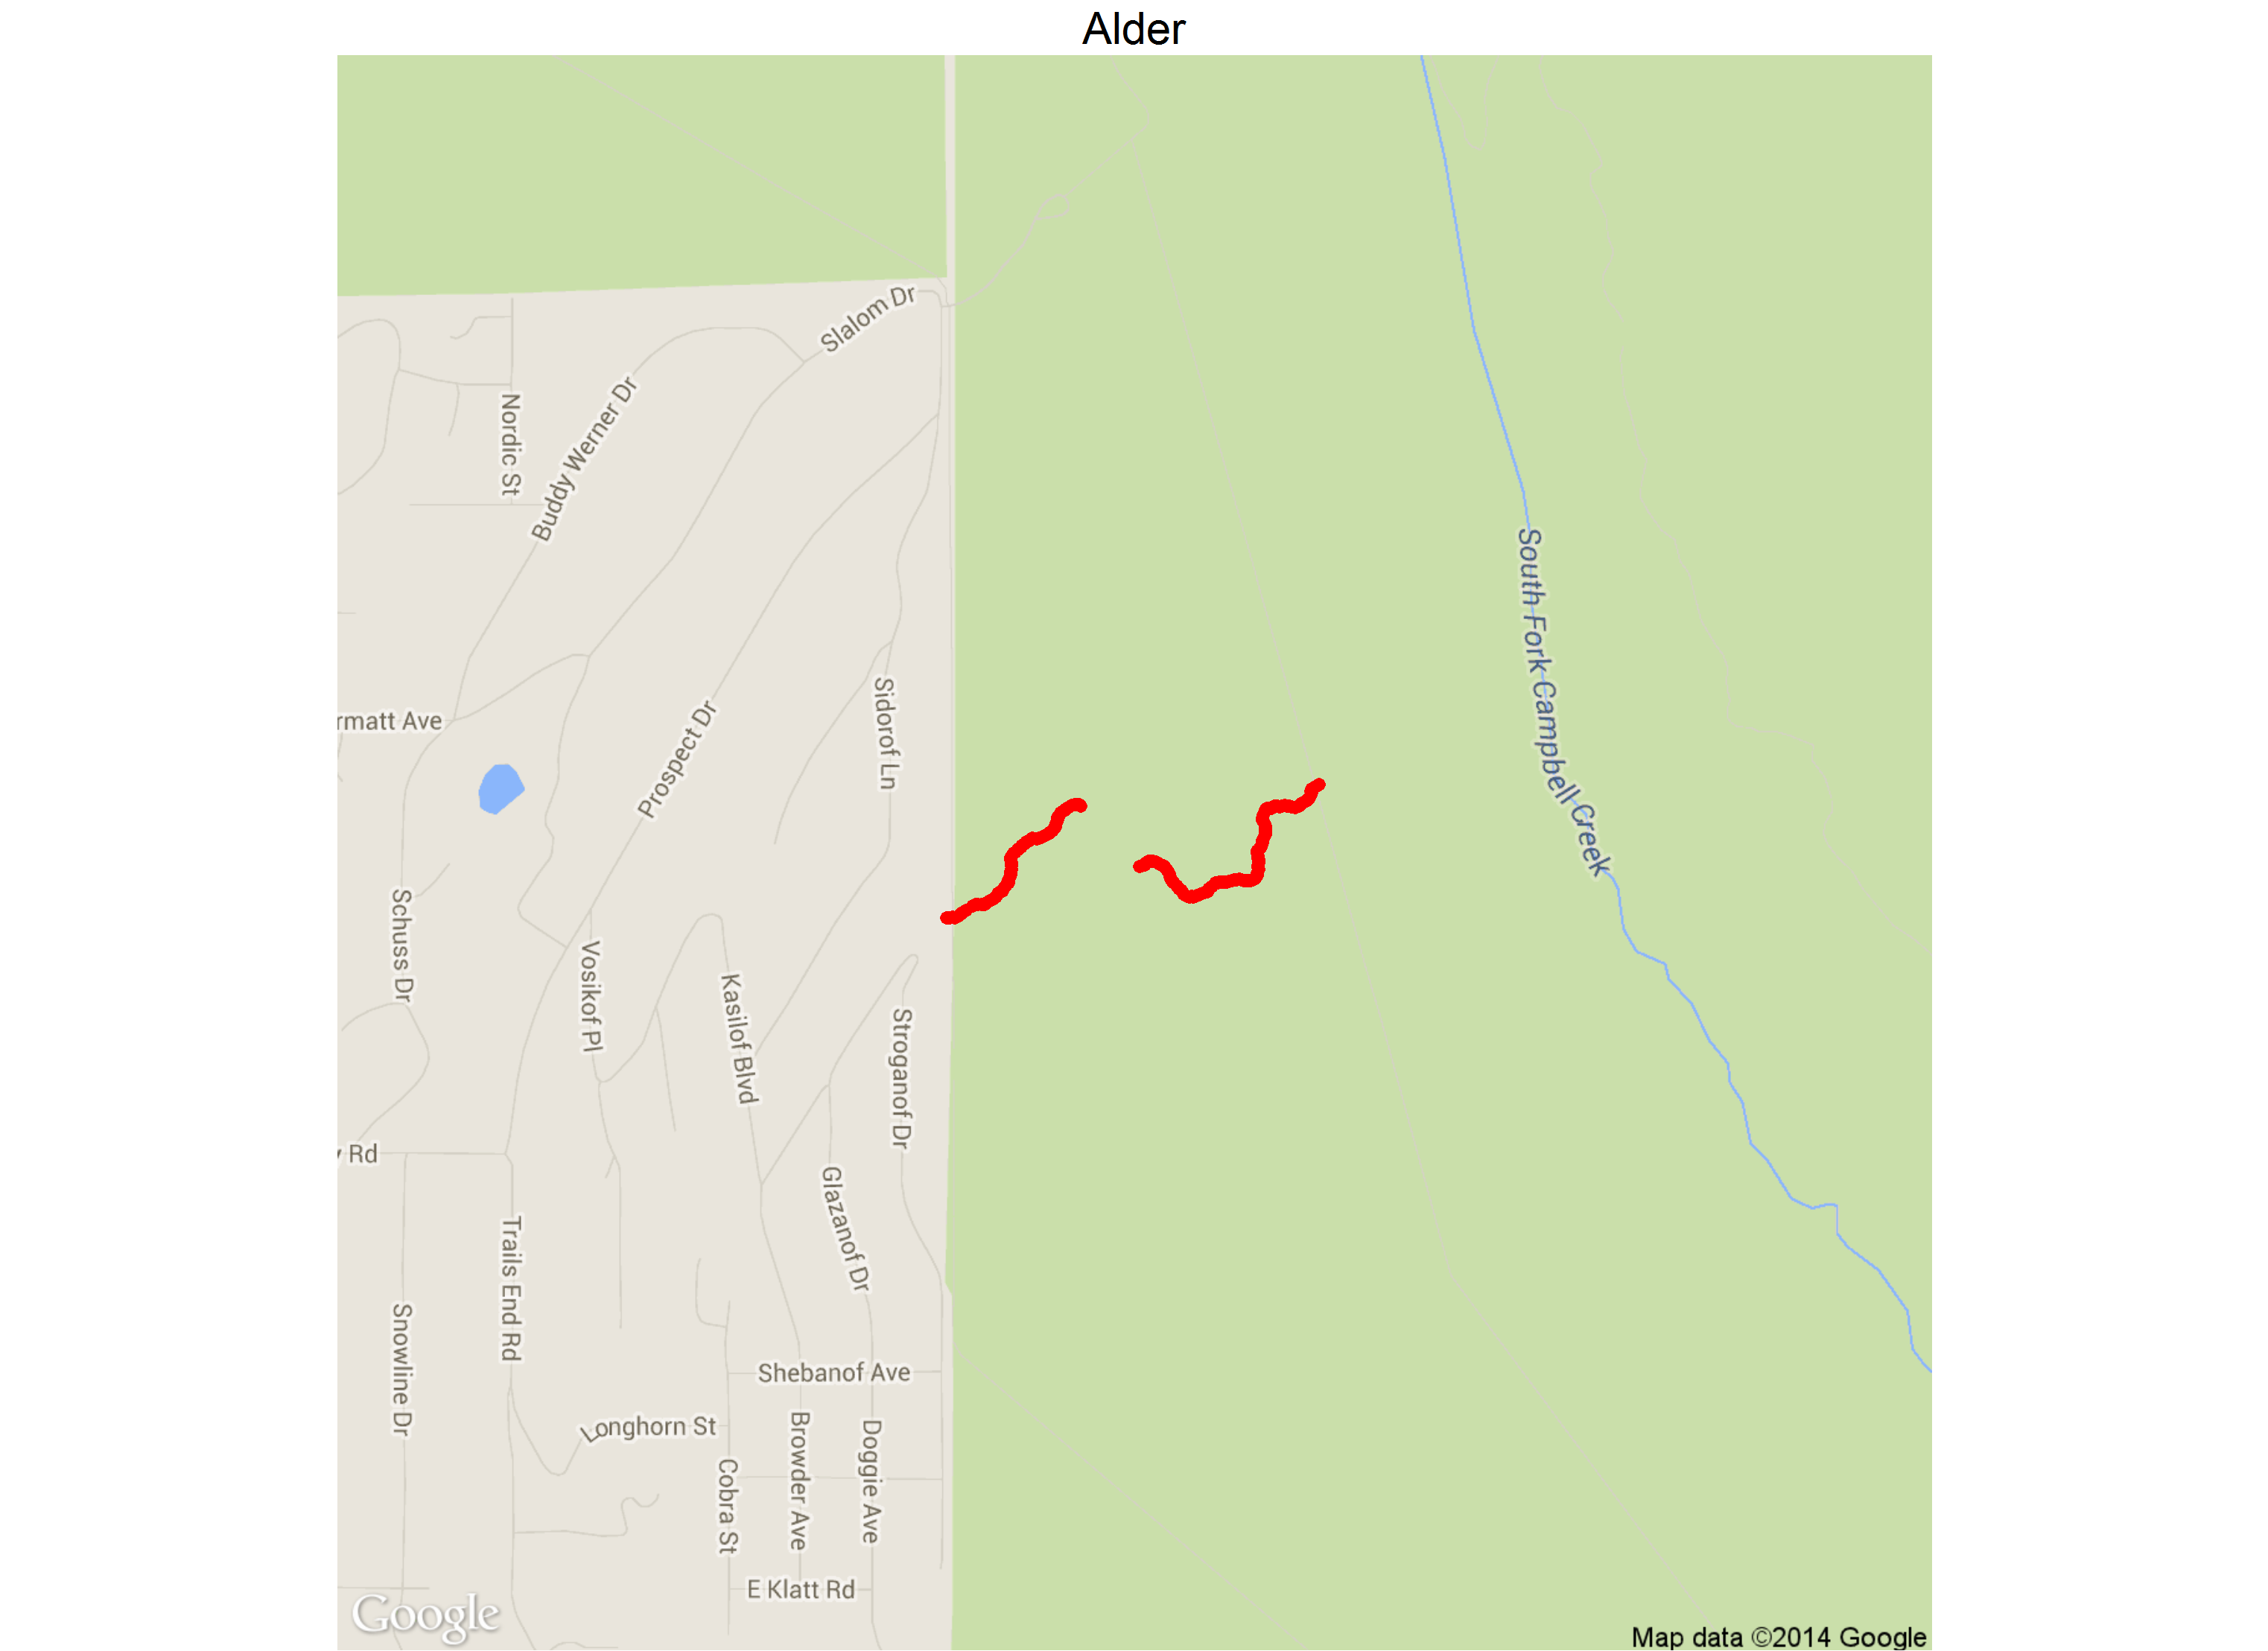 Alder
Slalom Dr
Nordic St
Buddy Werner Dr
South Fork Campbell Creek
rmatt Ave
Prospect Dr
Sidorof Ln
Schuss Dr
Vosikof Pl
Kasilof Blvd
Stroganof Dr
Rd
Glazanof Dr
Trails End Rd
Snowline Dr
Shebanof Ave
Longhorn St
Browder Ave
Doggie Ave
Cobra St
E Klatt Rd
Google
Map data ©2014 Google